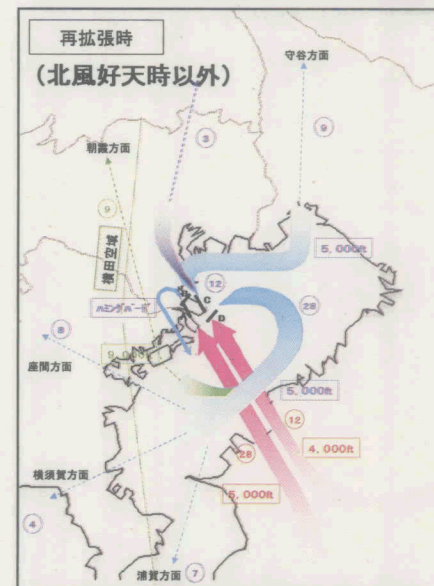 再拡張時
(北風好天時以外)
守谷方面
3
9
朝霞方面
9
横田空域
12
5,000ft
C
ハミングバード
D
28
8
座間方面
5,000ft
12
4,000ft
横須賀方面
28
5,000ft
4
浦賀方面
7